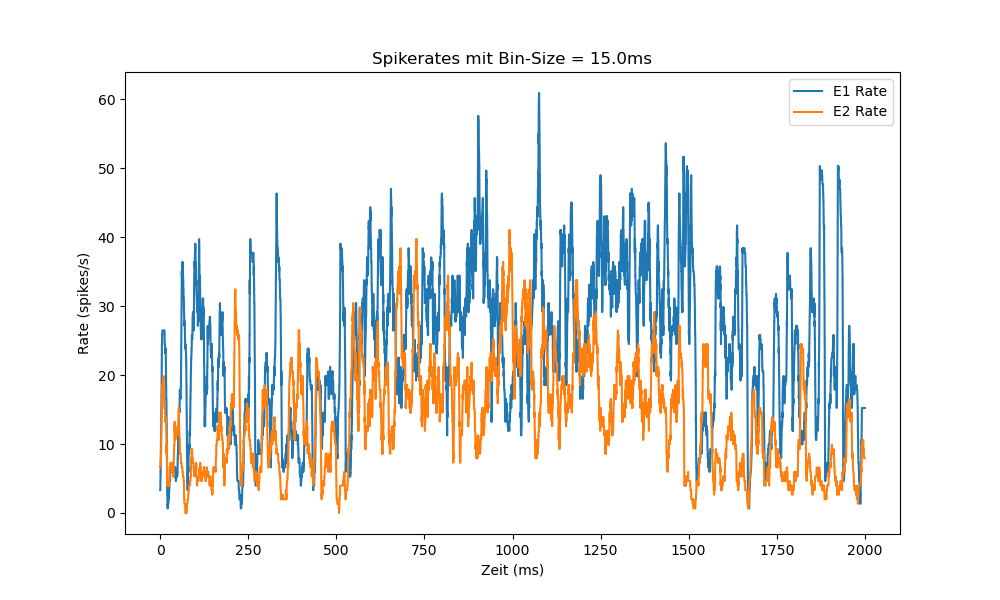 Spikerates mit Bin-Size = 15.0ms
E1 Rate
E2 Rate
Rate (spikes/s)
60
50
40
30
20
10
0
0 250 500 750 1000 1250 1500 1750 2000
Zeit (ms)